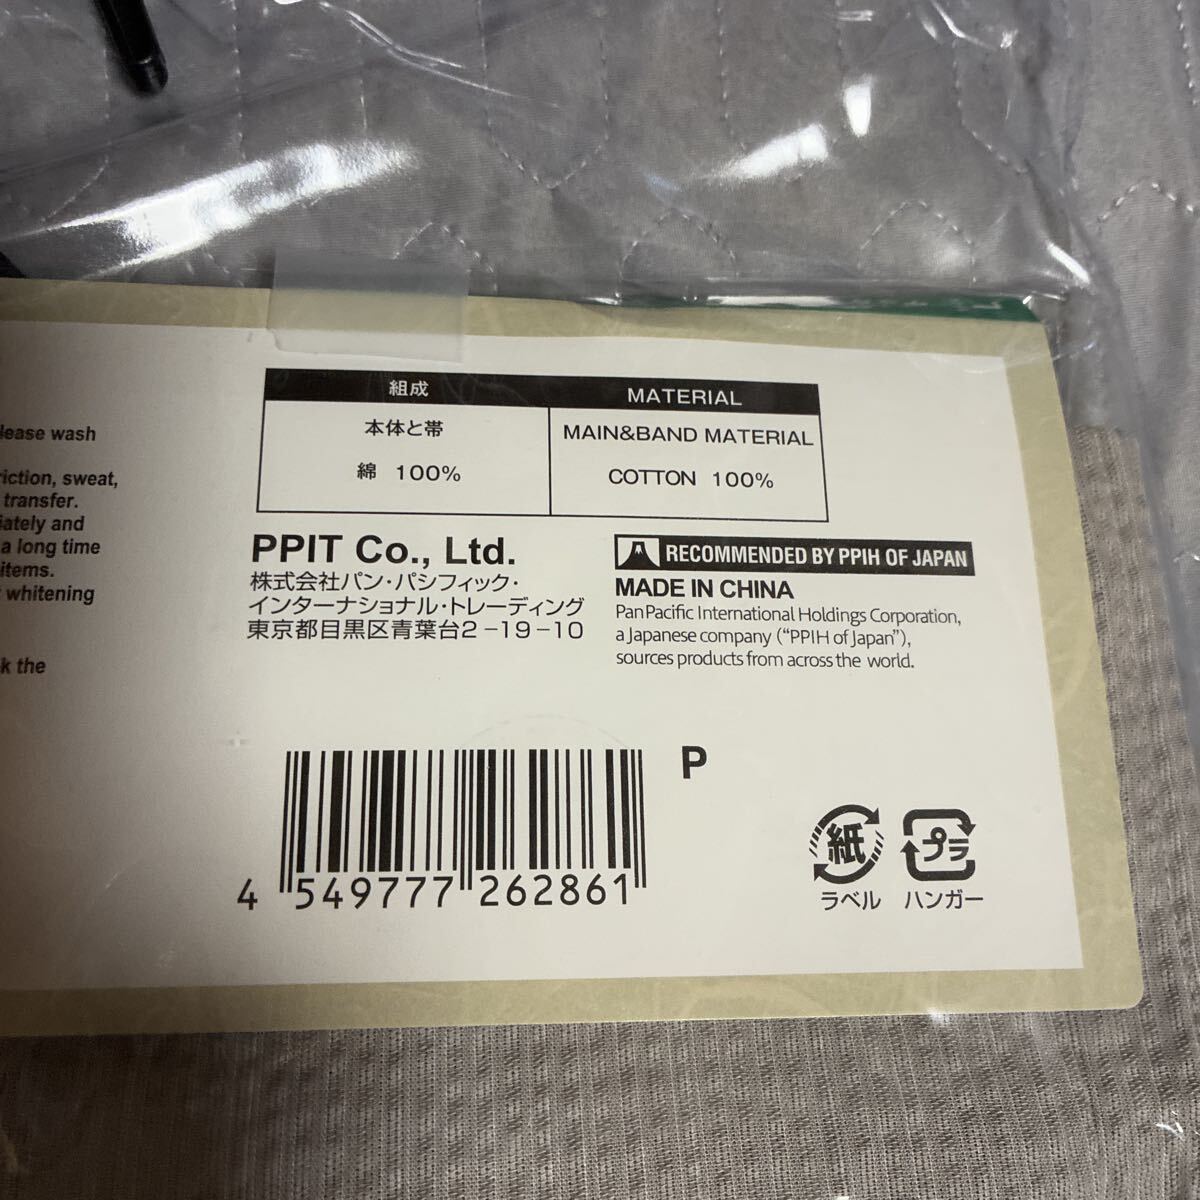 lease wash
iction, sweat,
transfer.
iately and
a long time
items.
whitening
k the
組成 MATERIAL
本体と帯 MAIN&BAND MATERIAL
綿 100% COTTON 100%
PPIT Co., Ltd.
株式会社パン・パシフィック・
インターナショナル・トレーディング
東京都目黒区青葉台2-19-10
RECOMMENDED BY PPIH OF JAPAN
MADE IN CHINA
Pan Pacific International Holdings Corporation,
a Japanese company (“PPIH of Japan”),
sources products from across the world.
P
4 549777 262861
紙 プラ
ラベル ハンガー